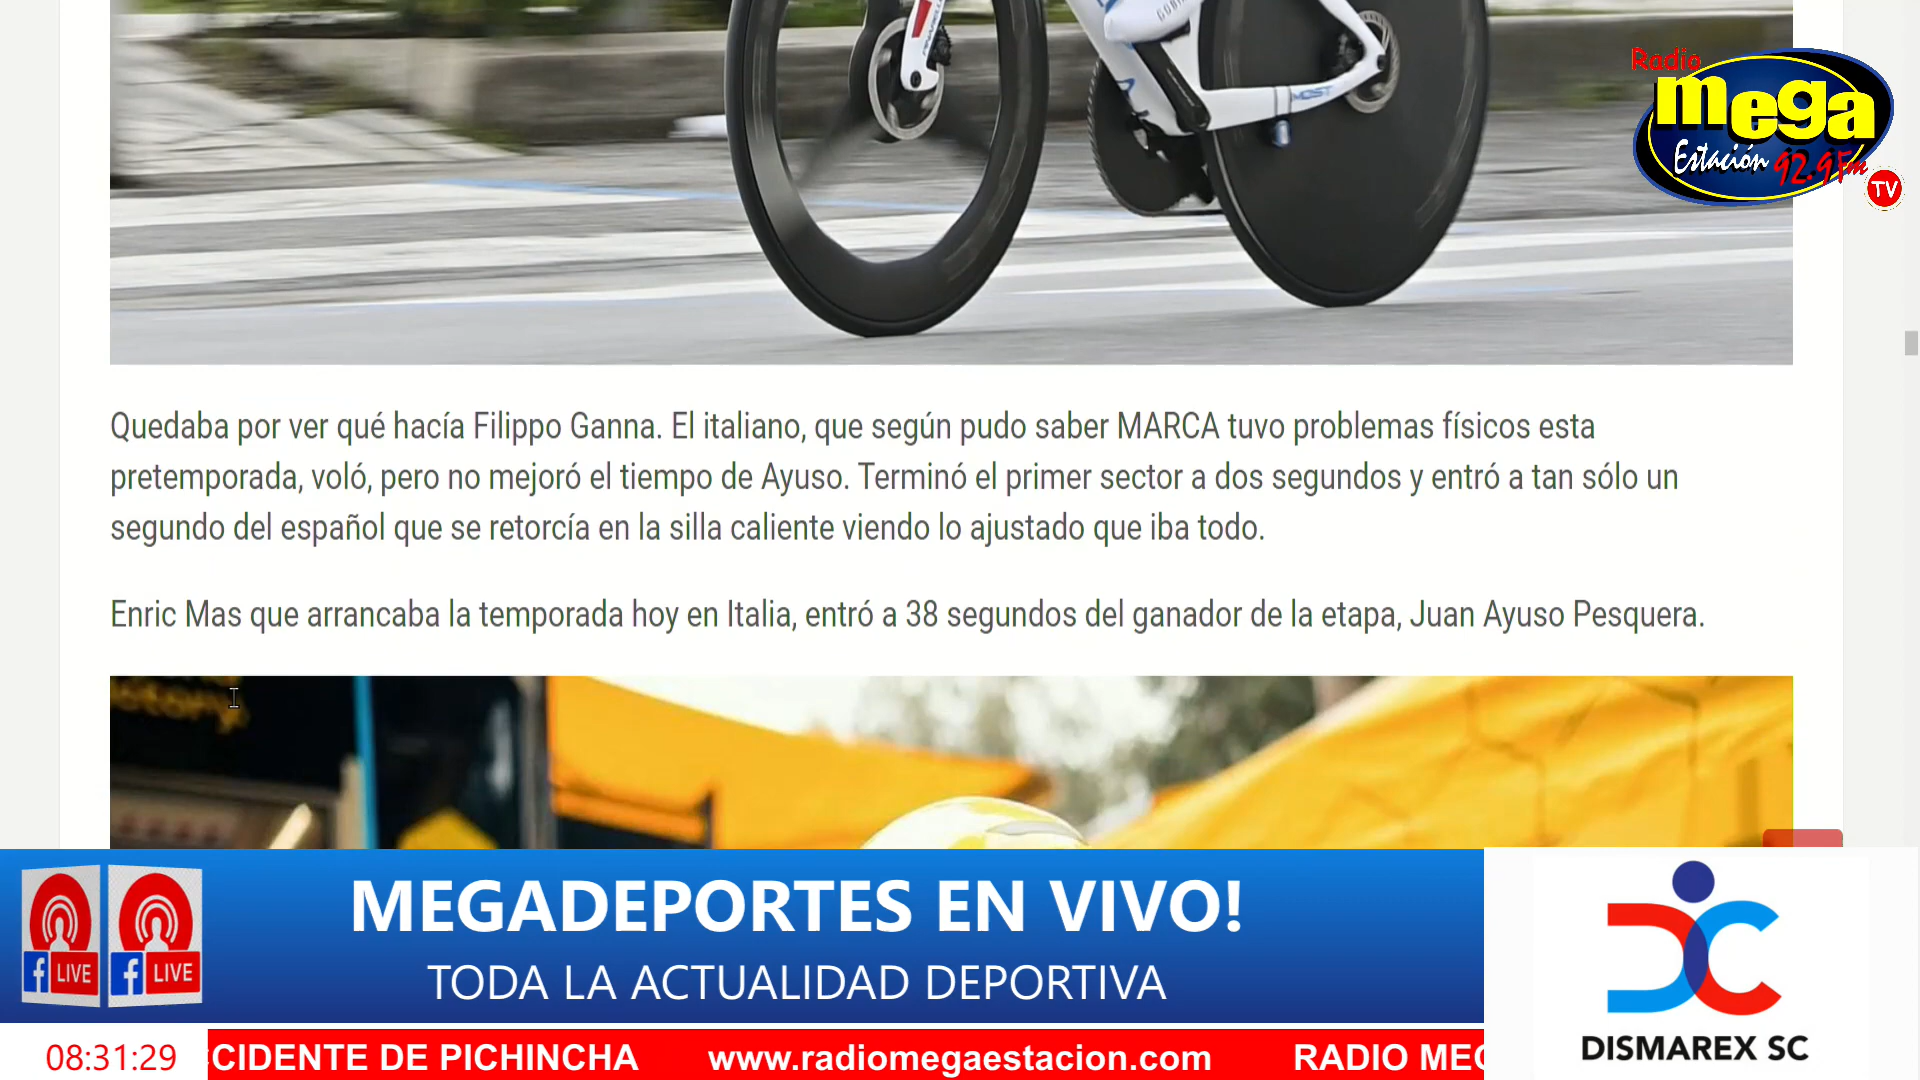 Radio
mega
Estación 92.9 Fm
TV
MOST
Quedaba por ver qué hacía Filippo Ganna. El italiano, que según pudo saber MARCA tuvo problemas físicos esta
pretemporada, voló, pero no mejoró el tiempo de Ayuso. Terminó el primer sector a dos segundos y entró a tan sólo un
segundo del español que se retorcía en la silla caliente viendo lo ajustado que iba todo.
Enric Mas que arrancaba la temporada hoy en Italia, entró a 38 segundos del ganador de la etapa, Juan Ayuso Pesquera.
LIVE
LIVE
MEGADEPORTES EN VIVO!
TODA LA ACTUALIDAD DEPORTIVA
DISMAREX SC
08:31:29
CIDENTE DE PICHINCHA www.radiomegaestacion.com RADIO MEG